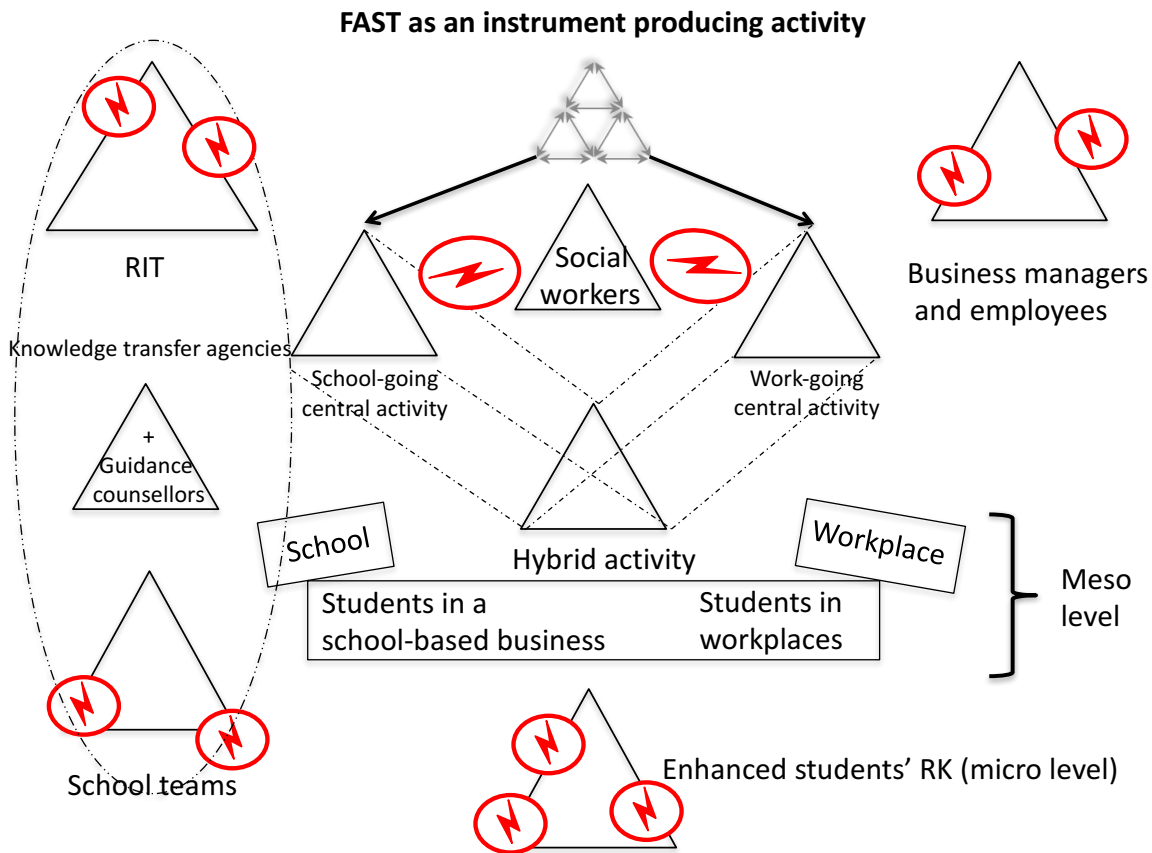 FAST as an instrument producing activity
RIT
Social
workers
Business managers
and employees
Knowledge transfer agencies
School-going
central activity
Work-going
central activity
+
Guidance
counsellors
School
Workplace
Hybrid activity
Students in a
school-based business
Students in
workplaces
Meso
level
School teams
Enhanced students’ RK (micro level)